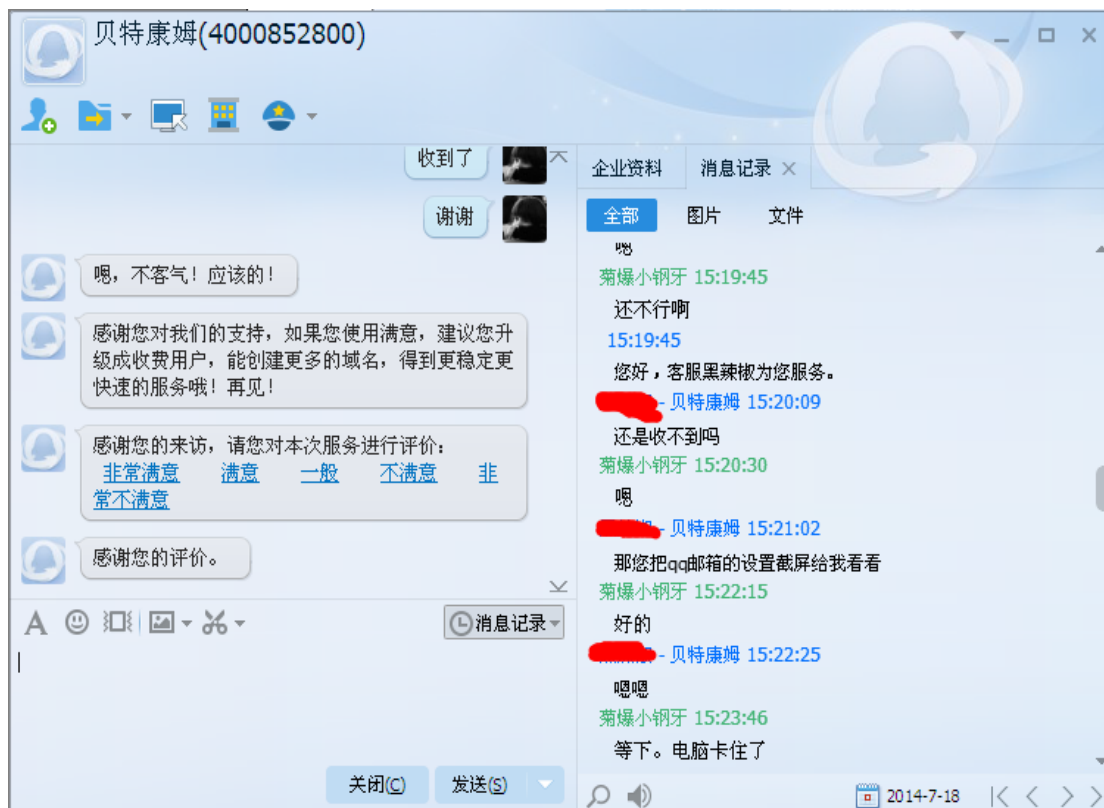 贝特康姆(4000852800)
收到了
谢谢
嗯，不客气！应该的！
感谢您对我们的支持，如果您使用满意，建议您升
级成收费用户，能创建更多的域名，得到更稳定更
快速的服务哦！再见！
感谢您的来访，请您对本次服务进行评价：
非常满意 满意 一般 不满意 非
常不满意
感谢您的评价。
消息记录
关闭(C) 发送(S)
企业资料 消息记录
全部 图片 文件
嗯
菊爆小钢牙 15:19:45
还不行啊
15:19:45
您好，客服黑辣椒为您服务。
- 贝特康姆 15:20:09
还是收不到吗
菊爆小钢牙 15:20:30
嗯
- 贝特康姆 15:21:02
那您把qq邮箱的设置截屏给我看看
菊爆小钢牙 15:22:15
好的
- 贝特康姆 15:22:25
嗯嗯
菊爆小钢牙 15:23:46
等下。电脑卡住了
2014-7-18